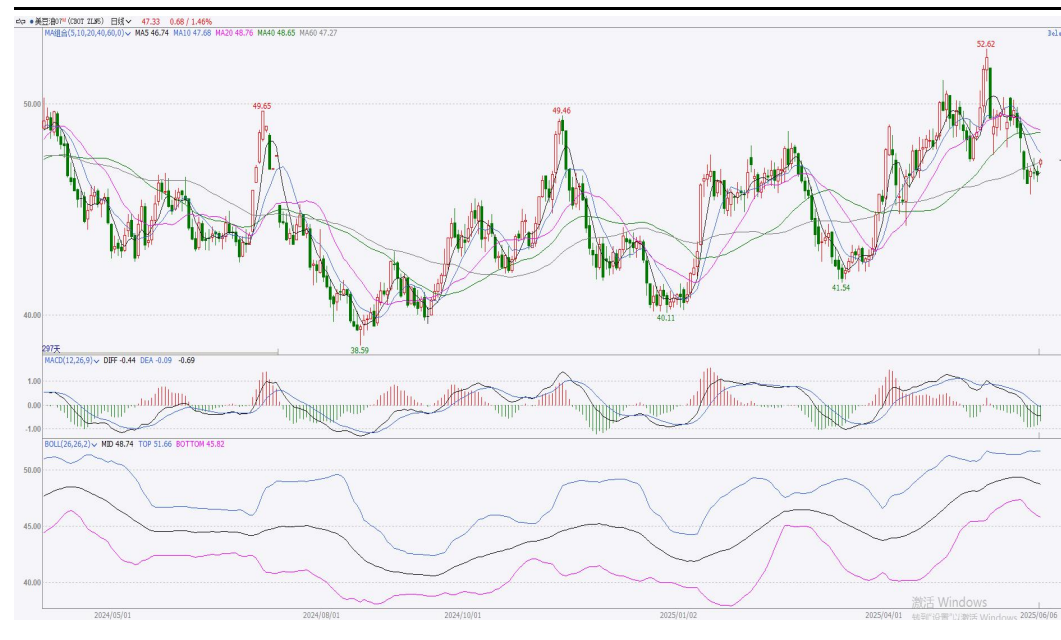 美豆油07 (CBOT ZLN5) 日线 47.33 0.68 / 1.46%
MA组合(5,10,20,40,60,0) MA5 46.74 MA10 47.68 MA20 48.76 MA40 48.65 MA60 47.27
52.62
50.00
49.65
49.46
41.54
40.00
40.11
38.59
297天
MACD(12,26,9) DIFF -0.44 DEA -0.09 -0.69
1.00
0.00
-1.00
BOLL(26,26,2) MID 48.74 TOP 51.66 BOTTOM 45.82
50.00
45.00
40.00
激活 Windows
2024/05/01 2024/08/01 2024/10/01 2025/01/02 2025/04/01 2025/06/06